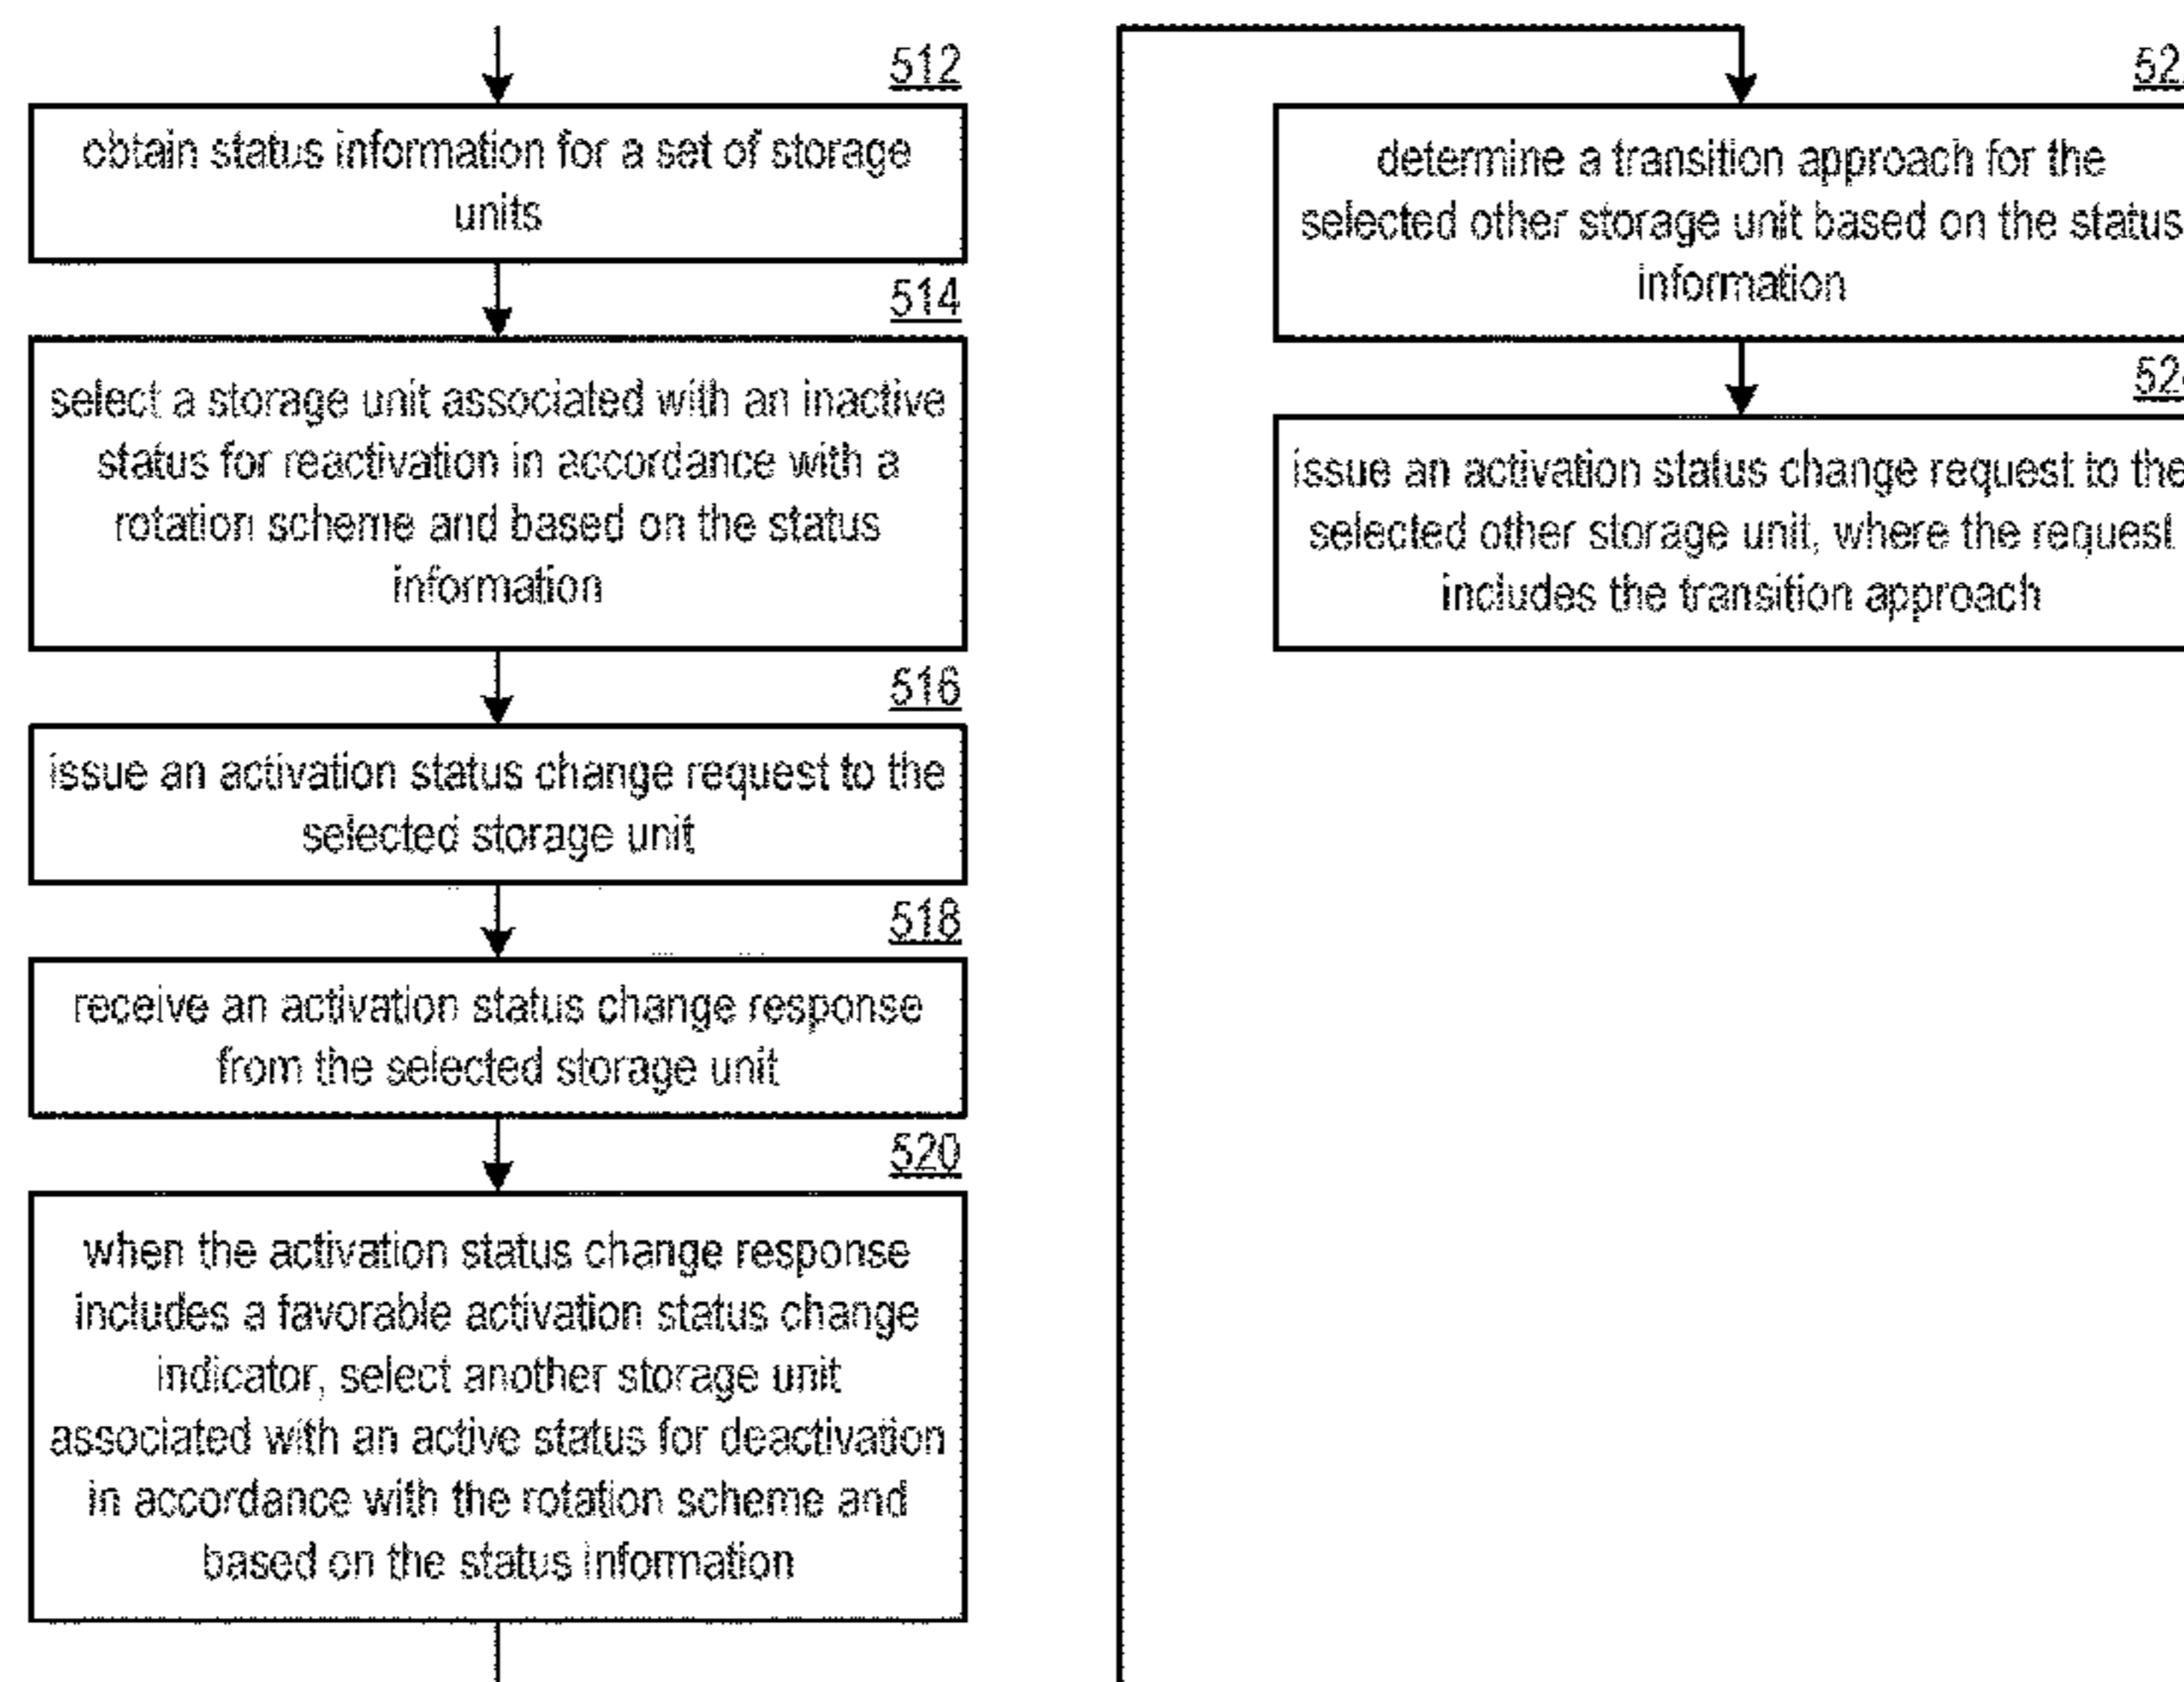 512
obtain status information for a set of storage
units
514
select a storage unit associated with an inactive
status for reactivation in accordance with a
rotation scheme and based on the status
information
516
issue an activation status change request to the
selected storage unit
518
receive an activation status change response
from the selected storage unit
520
when the activation status change response
includes a favorable activation status change
indicator, select another storage unit
associated with an active status for deactivation
in accordance with the rotation scheme and
based on the status information
determine a transition approach for the
selected other storage unit based on the status
information
issue an activation status change request to the
selected other storage unit, where the request
includes the transition approach